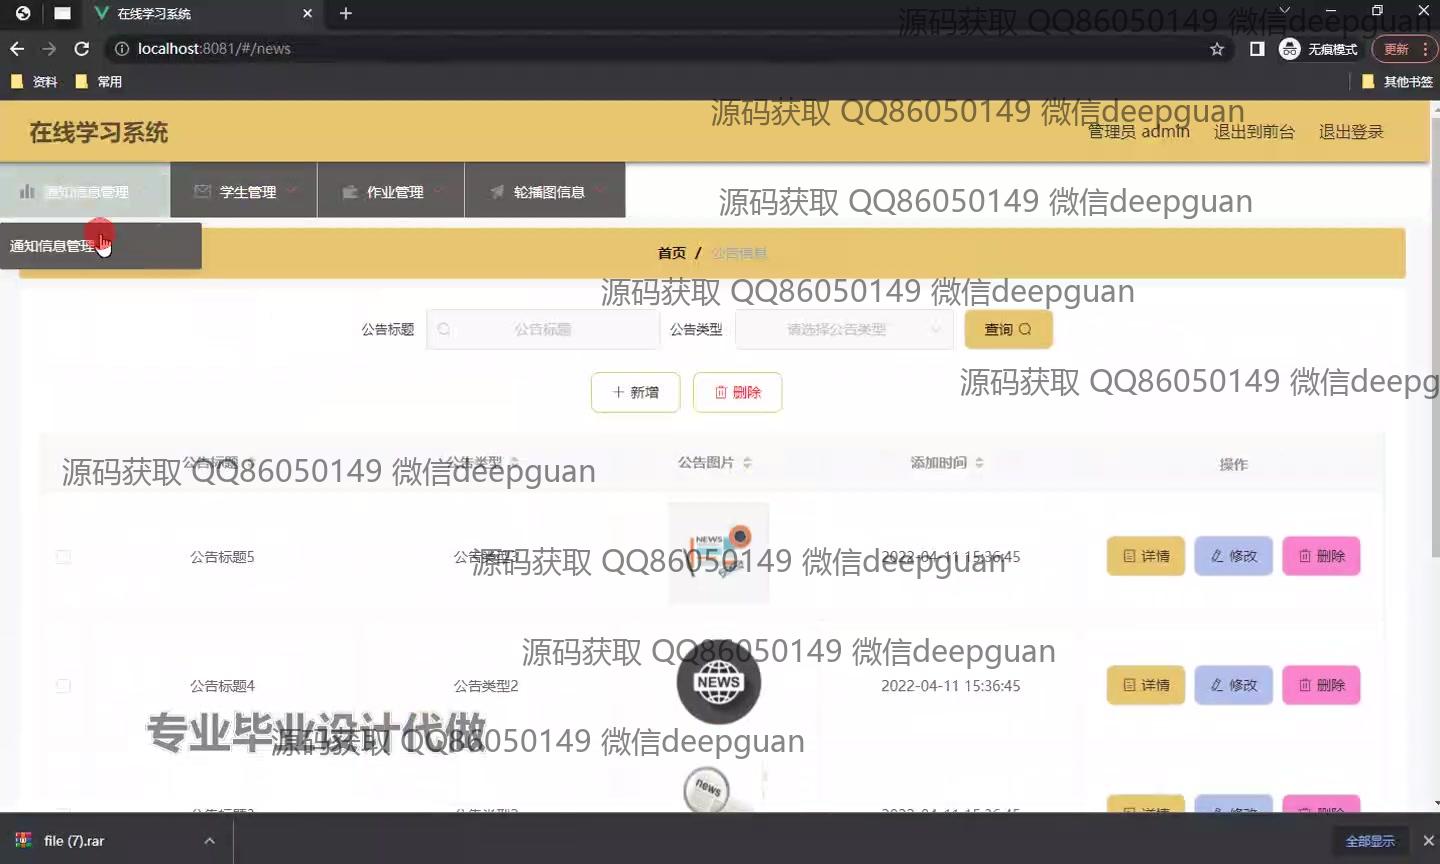 在线学习系统
源码获取 QQ86050149 微信deepguan
localhost:8081/#/news
无痕模式
更新
资料
常用
其他书签
源码获取 QQ86050149 微信deepguan
在线学习系统
管理员 admin
退出到前台
退出登录
通知信息管理
学生管理
作业管理
轮播图信息
源码获取 QQ86050149 微信deepguan
通知信息管理
首页 / 公告信息
源码获取 QQ86050149 微信deepguan
公告标题
公告标题
公告类型
请选择公告类型
查询
新增
删除
源码获取 QQ86050149 微信deepg
公告标题
公告类型
公告图片
添加时间
操作
源码获取 QQ86050149 微信deepguan
公告标题5
公告类型3
NEWS
2022-04-11 15:36:45
详情
修改
删除
源码获取 QQ86050149 微信deepguan
源码获取 QQ86050149 微信deepguan
公告标题4
公告类型2
NEWS
2022-04-11 15:36:45
详情
修改
删除
专业毕业设计代做
源码获取 QQ86050149 微信deepguan
news
2022-04-11 15:36:45
详情
修改
删除
file (7).rar
全部显示